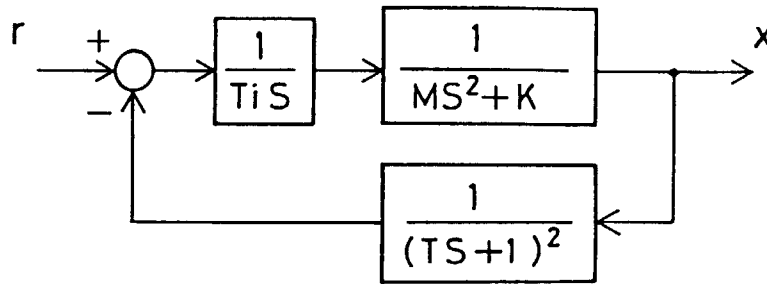 r
+
−
1
TiS
1
MS²+K
x
1
(TS+1)²